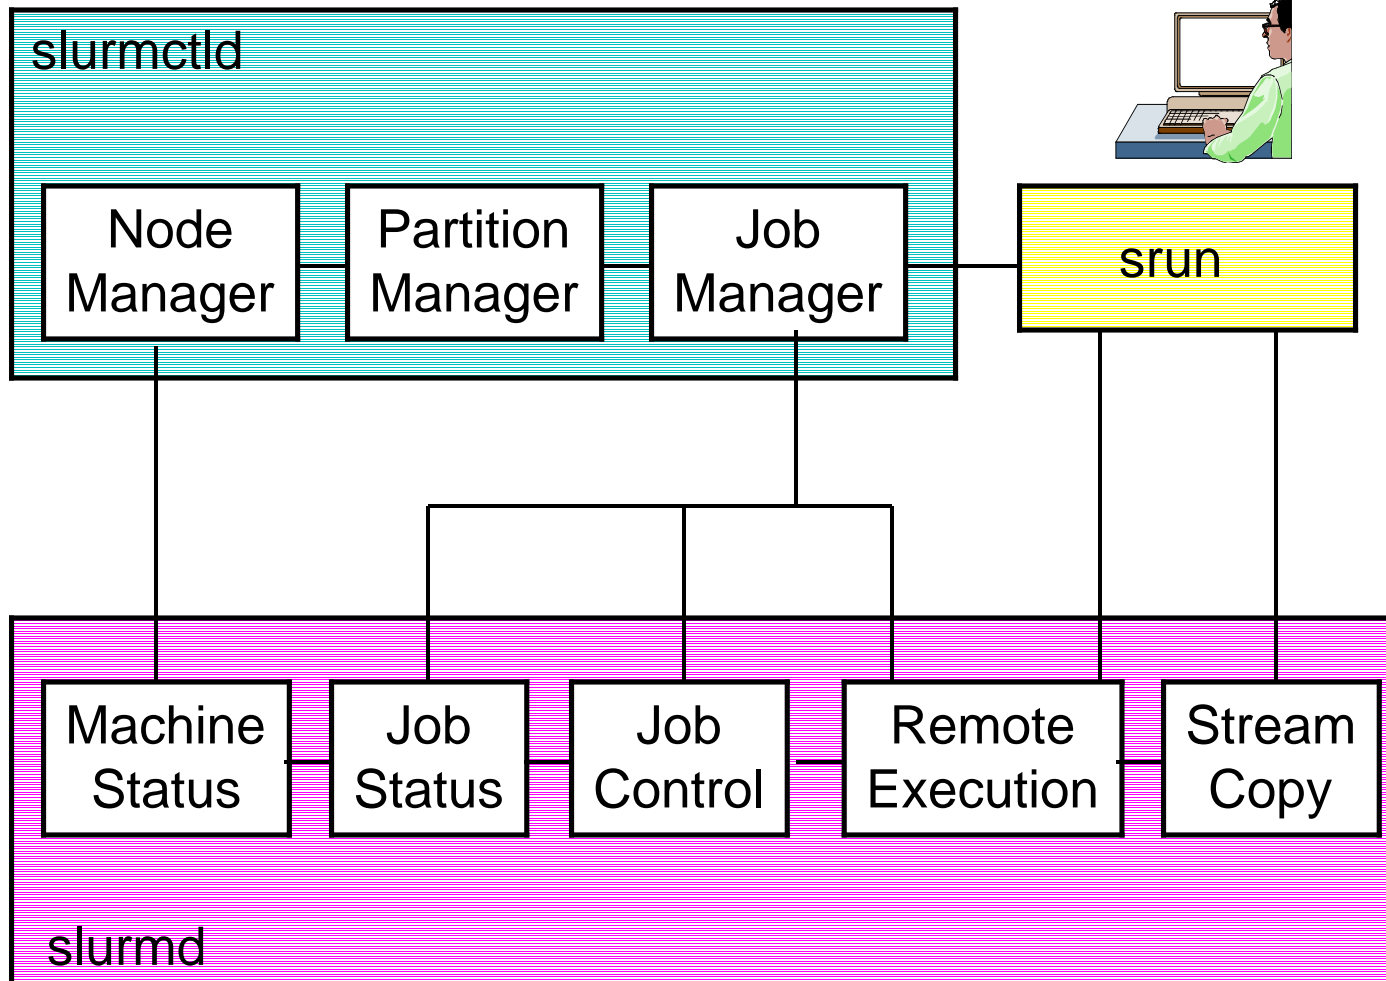 slurmctld
Node
Manager
Partition
Manager
Job
Manager
srun
Machine
Status
Job
Status
Job
Control
Remote
Execution
Stream
Copy
slurmd